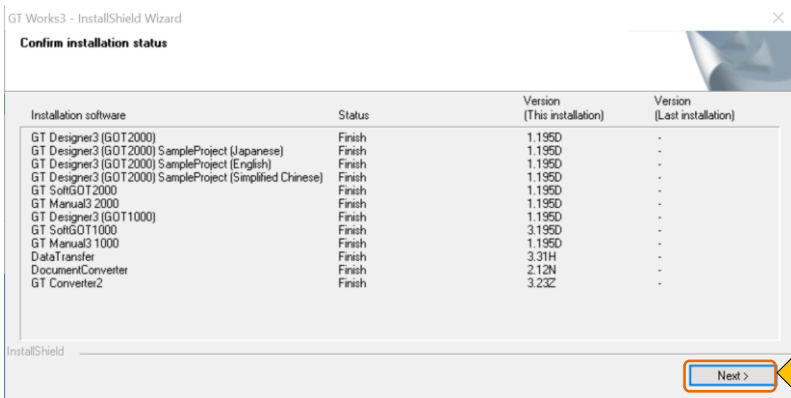 GT Works3 - InstallShield Wizard
Confirm installation status
Installation software Status Version (This installation) Version (Last installation)
GT Designer3 (GOT2000) Finish 1.195D -
GT Designer3 (GOT2000) SampleProject (Japanese) Finish 1.195D -
GT Designer3 (GOT2000) SampleProject (English) Finish 1.195D -
GT Designer3 (GOT2000) SampleProject (Simplified Chinese) Finish 1.195D -
GT SoftGOT2000 Finish 1.195D -
GT Manual3 2000 Finish 1.195D -
GT Designer3 (GOT1000) Finish 1.195D -
GT SoftGOT1000 Finish 3.195D -
GT Manual3 1000 Finish 1.195D -
DataTransfer Finish 3.31H -
DocumentConverter Finish 2.12N -
GT Converter2 Finish 3.23Z -
InstallShield
Next >